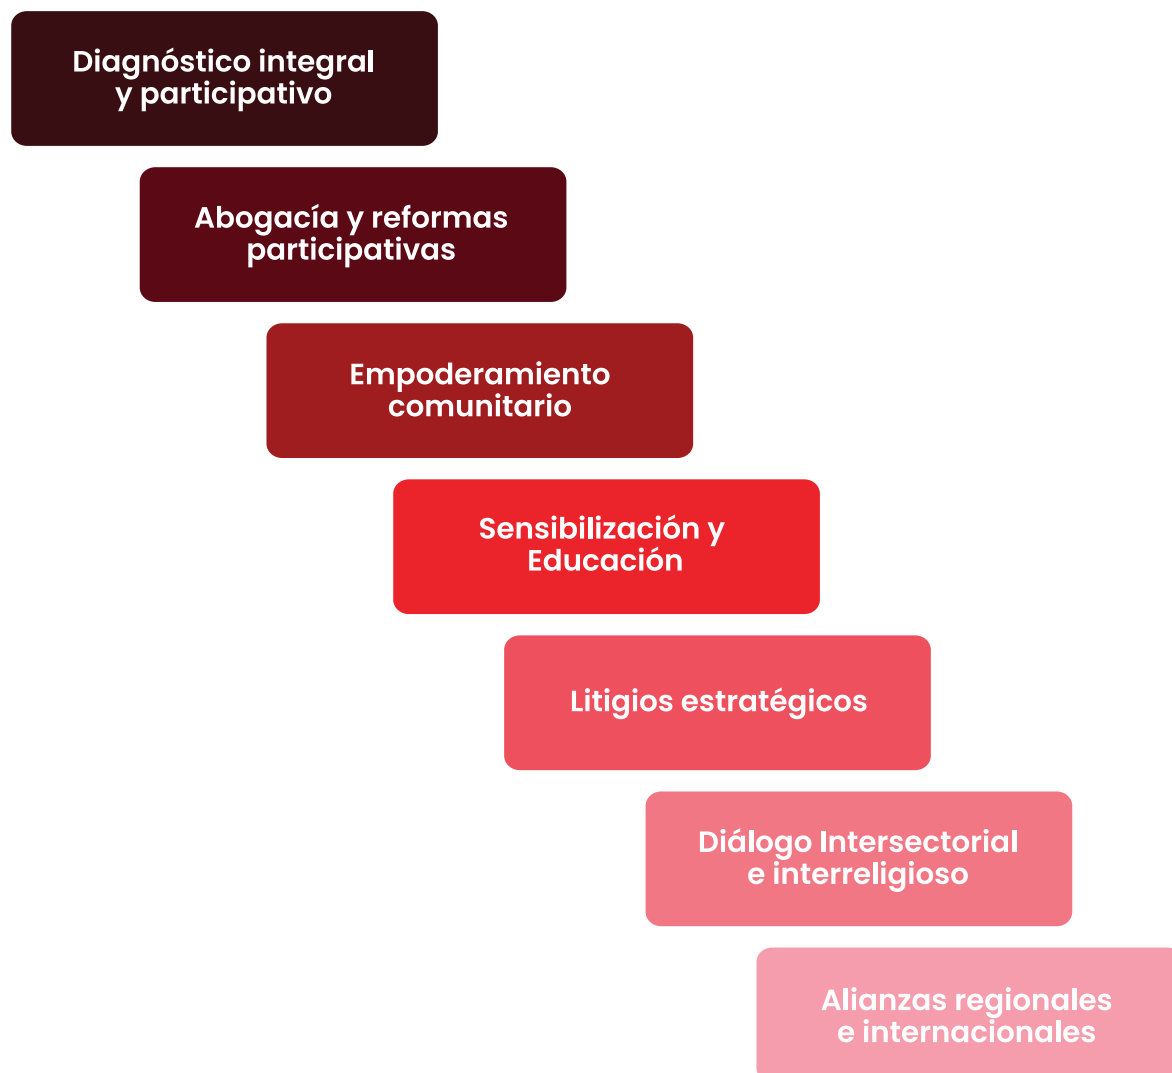 Diagnóstico integral
y participativo
Abogacía y reformas
participativas
Empoderamiento
comunitario
Sensibilización y
Educación
Litigios estratégicos
Diálogo Intersectorial
e interreligioso
Alianzas regionales
e internacionales